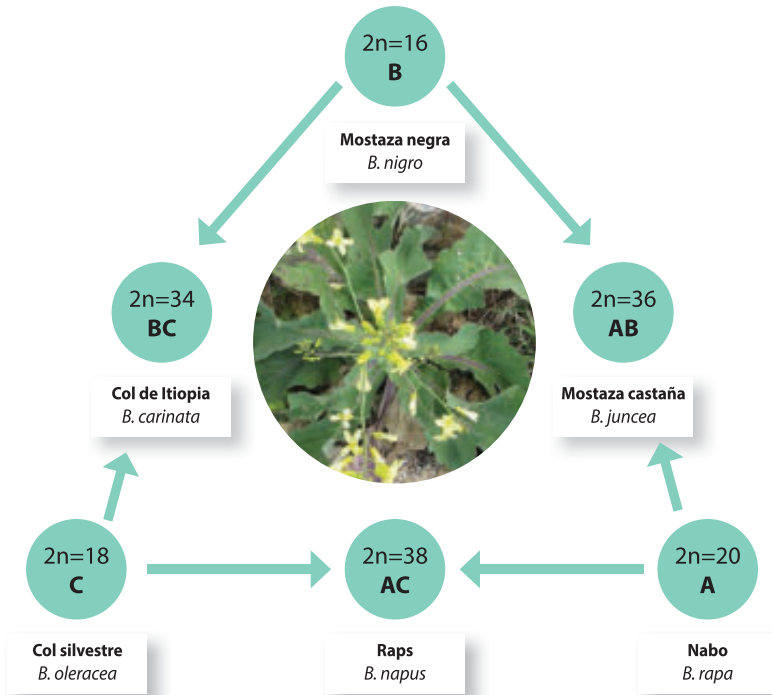 2n=16
B
Mostaza negra
B. nigro
2n=34
BC
Col de Itiopia
B. carinata
2n=36
AB
Mostaza castaña
B. juncea
2n=18
C
Col silvestre
B. oleracea
2n=38
AC
Raps
B. napus
2n=20
A
Nabo
B. rapa